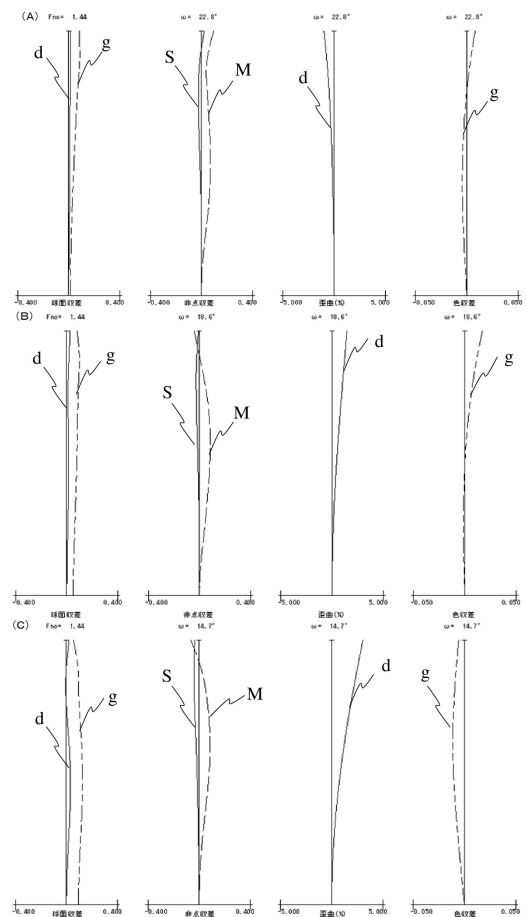 (A) Fno= 1.44 ω= 22.8° ω= 22.8° ω= 22.8°
d g S M d g
-0.400 0.400 -0.400 0.400 -5.000 5.000 -0.050 0.050
球面収差 非点収差 歪曲(%) 色収差
(B) Fno= 1.44 ω= 18.6° ω= 18.6° ω= 18.6°
d g S M d g
-0.400 0.400 -0.400 0.400 -5.000 5.000 -0.050 0.050
球面収差 非点収差 歪曲(%) 色収差
(C) Fno= 1.44 ω= 14.7° ω= 14.7° ω= 14.7°
d g S M d g
-0.400 0.400 -0.400 0.400 -5.000 5.000 -0.050 0.050
球面収差 非点収差 歪曲(%) 色収差